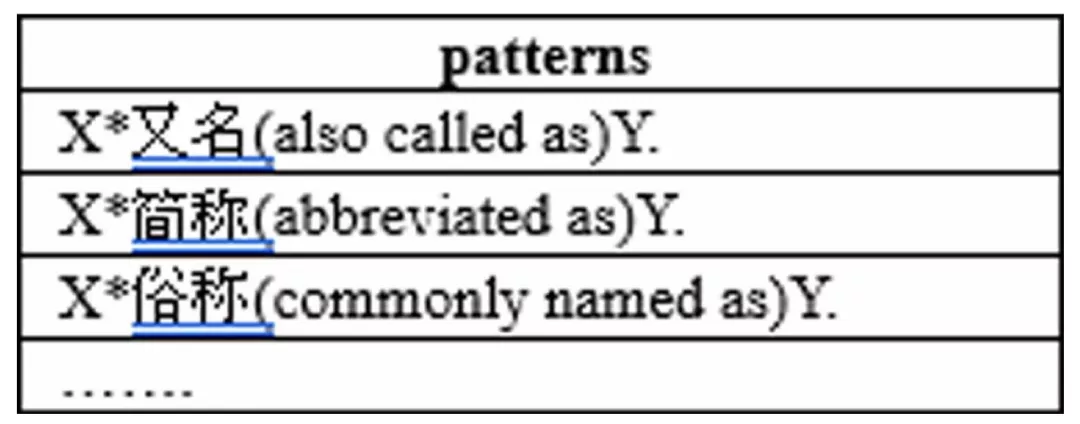 patterns
X*又名(also called as)Y.
X*简称(abbreviated as)Y.
X*俗称(commonly named as)Y.
.......